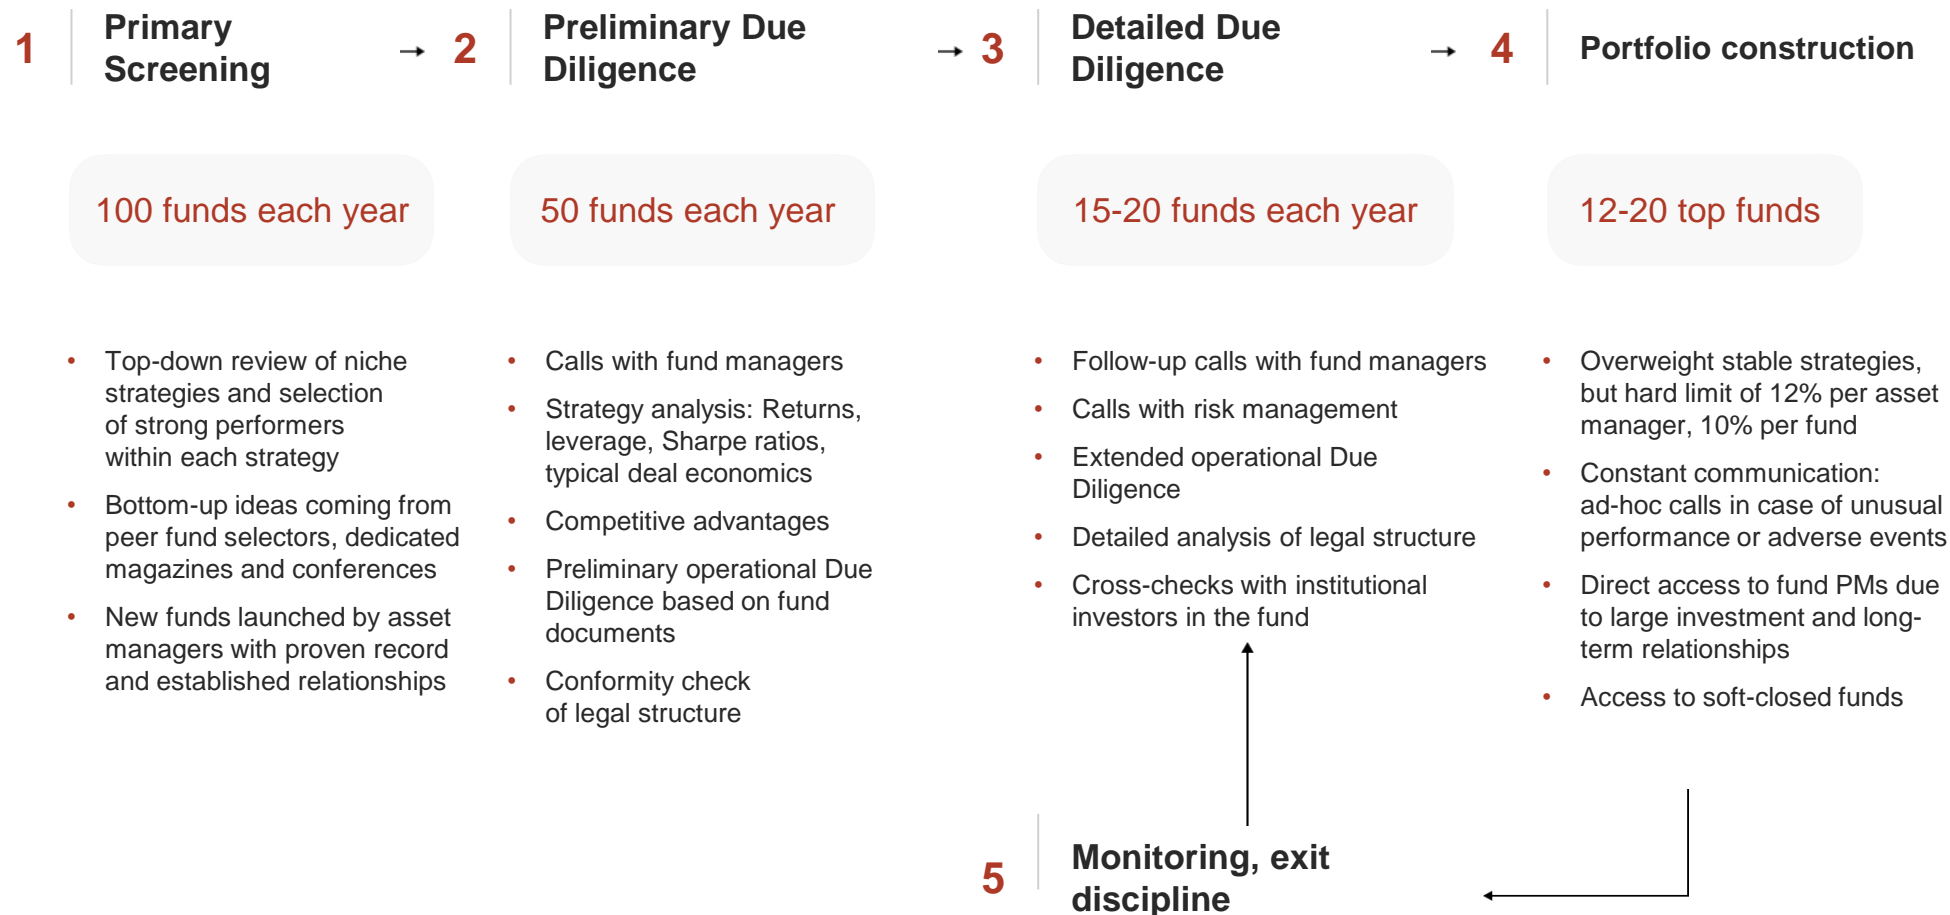 1
Primary
Screening
→ 2
Preliminary Due
Diligence
→ 3
Detailed Due
Diligence
→ 4
Portfolio construction
100 funds each year
50 funds each year
15-20 funds each year
12-20 top funds
• Top-down review of niche
strategies and selection
of strong performers
within each strategy
• Bottom-up ideas coming from
peer fund selectors, dedicated
magazines and conferences
• New funds launched by asset
managers with proven record
and established relationships
• Calls with fund managers
• Strategy analysis: Returns,
leverage, Sharpe ratios,
typical deal economics
• Competitive advantages
• Preliminary operational Due
Diligence based on fund
documents
• Conformity check
of legal structure
• Follow-up calls with fund managers
• Calls with risk management
• Extended operational Due
Diligence
• Detailed analysis of legal structure
• Cross-checks with institutional
investors in the fund
• Overweight stable strategies,
but hard limit of 12% per asset
manager, 10% per fund
• Constant communication:
ad-hoc calls in case of unusual
performance or adverse events
• Direct access to fund PMs due
to large investment and long-
term relationships
• Access to soft-closed funds
5
Monitoring, exit
discipline